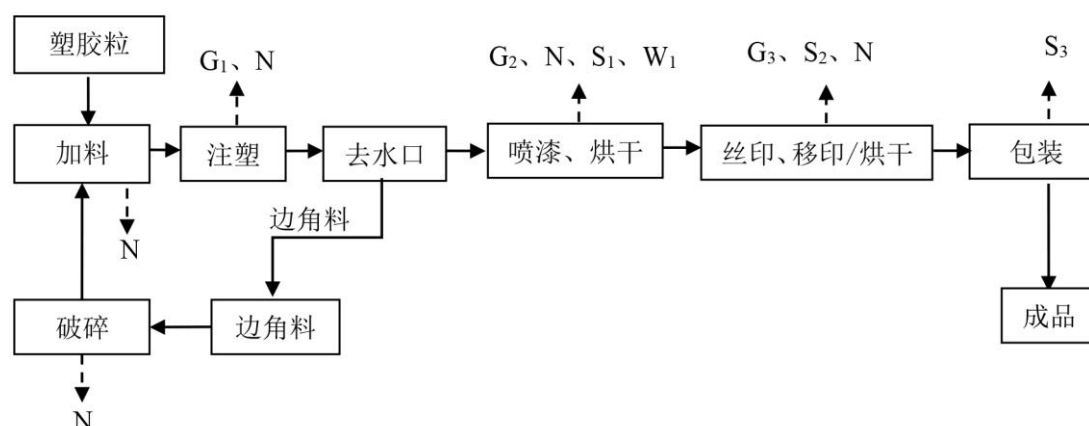 塑胶粒
G₁、N
G₂、N、S₁、W₁
G₃、S₂、N
S₃
加料
注塑
去水口
喷漆、烘干
丝印、移印/烘干
包装
N
边角料
破碎
边角料
成品
N